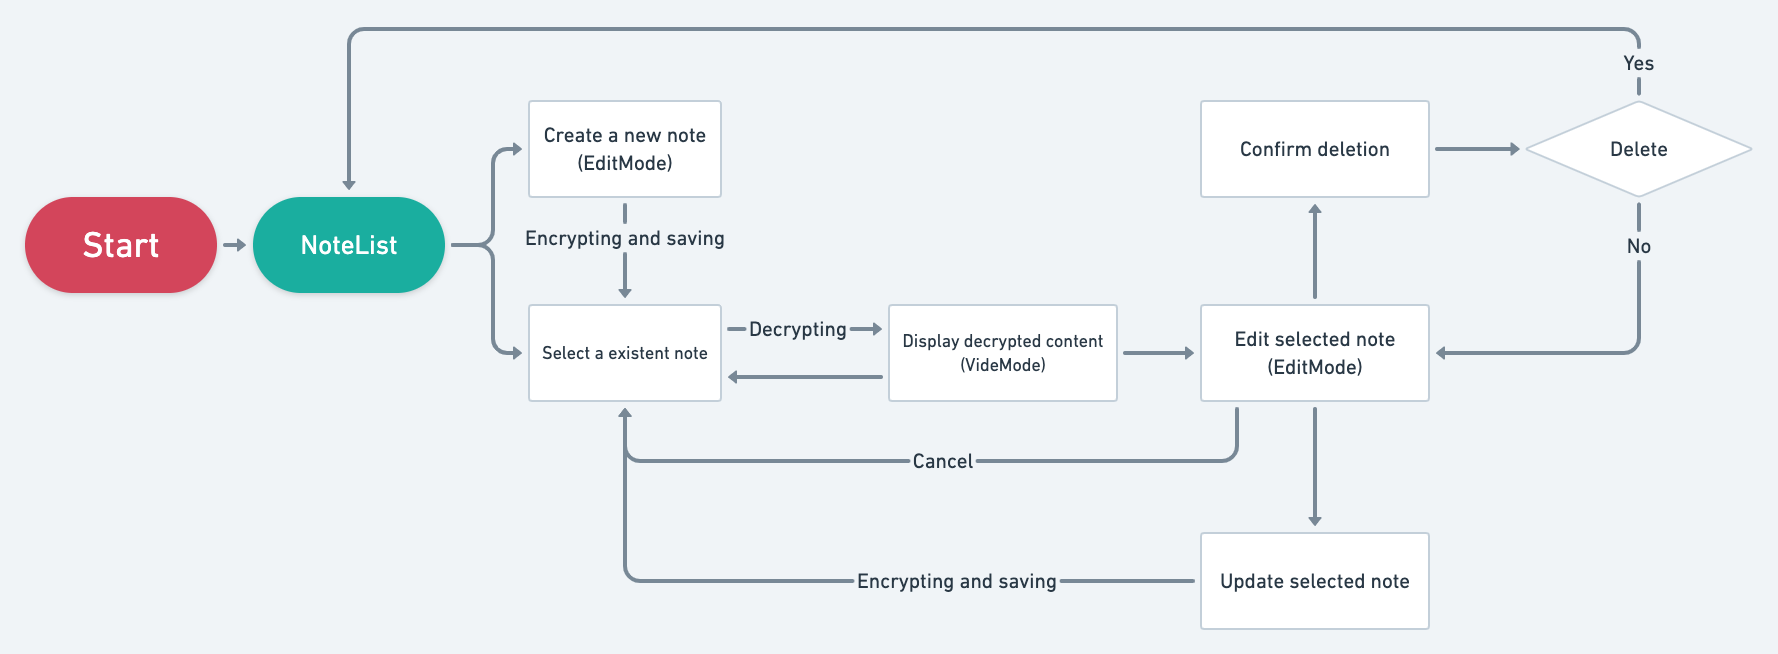 Yes
Create a new note
(EditMode)
Confirm deletion
Delete
Start
NoteList
Encrypting and saving
No
Select a existent note
Decrypting
Display decrypted content
(VideMode)
Edit selected note
(EditMode)
Cancel
Encrypting and saving
Update selected note